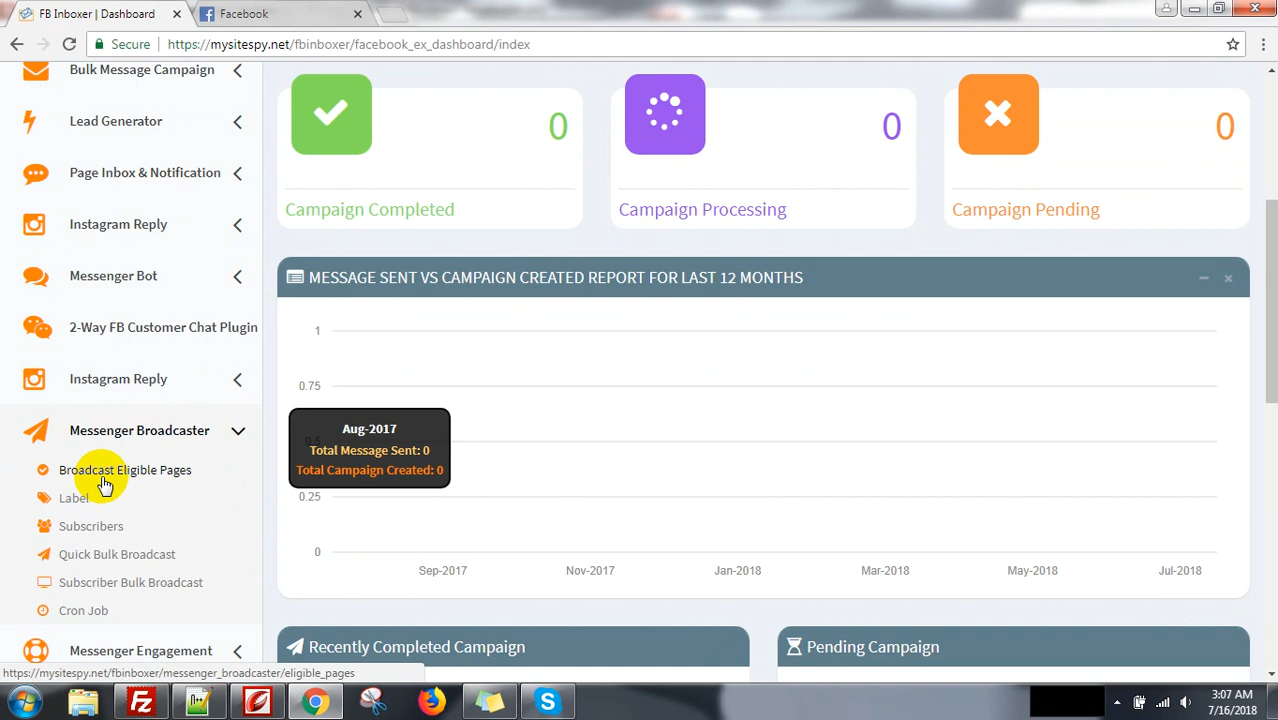 FB Inboxer | Dashboard
Facebook
Secure
https://mysitespy.net/fbinboxer/facebook_ex_dashboard/index
Bulk Message Campaign
Lead Generator
Page Inbox & Notification
Instagram Reply
Messenger Bot
2-Way FB Customer Chat Plugin
Instagram Reply
Messenger Broadcaster
Broadcast Eligible Pages
Label
Subscribers
Quick Bulk Broadcast
Subscriber Bulk Broadcast
Cron Job
Messenger Engagement
0
Campaign Completed
0
Campaign Processing
0
Campaign Pending
MESSAGE SENT VS CAMPAIGN CREATED REPORT FOR LAST 12 MONTHS
1
0.75
0.5
0.25
0
Aug-2017
Total Message Sent: 0
Total Campaign Created: 0
Sep-2017
Nov-2017
Jan-2018
Mar-2018
May-2018
Jul-2018
Recently Completed Campaign
Pending Campaign
https://mysitespy.net/fbinboxer/messenger_broadcaster/eligible_pages
3:07 AM
7/16/2018